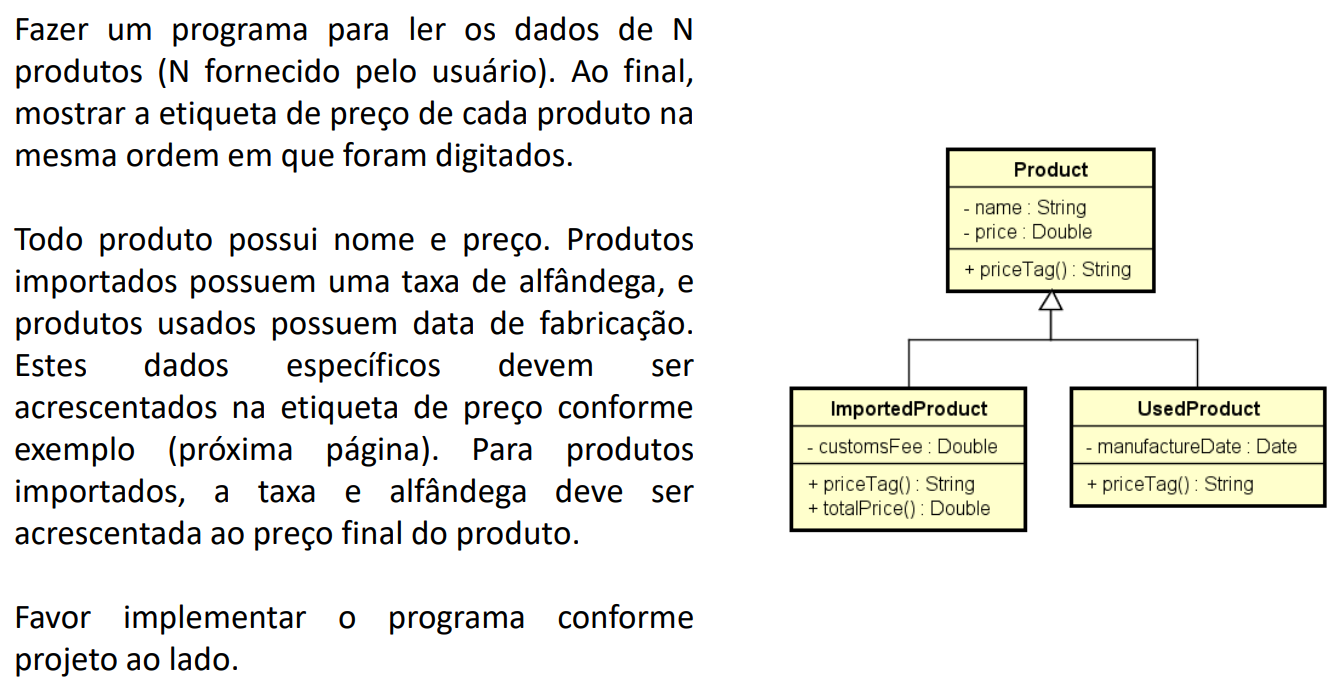 Fazer um programa para ler os dados de N
produtos (N fornecido pelo usuário). Ao final,
mostrar a etiqueta de preço de cada produto na
mesma ordem em que foram digitados.
Todo produto possui nome e preço. Produtos
importados possuem uma taxa de alfândega, e
produtos usados possuem data de fabricação.
Estes dados específicos devem ser
acrescentados na etiqueta de preço conforme
exemplo (próxima página). Para produtos
importados, a taxa e alfândega deve ser
acrescentada ao preço final do produto.
Favor implementar o programa conforme
projeto ao lado.
Product
- name : String
- price : Double
+ priceTag() : String
ImportedProduct
- customsFee : Double
+ priceTag() : String
+ totalPrice() : Double
UsedProduct
- manufactureDate : Date
+ priceTag() : String